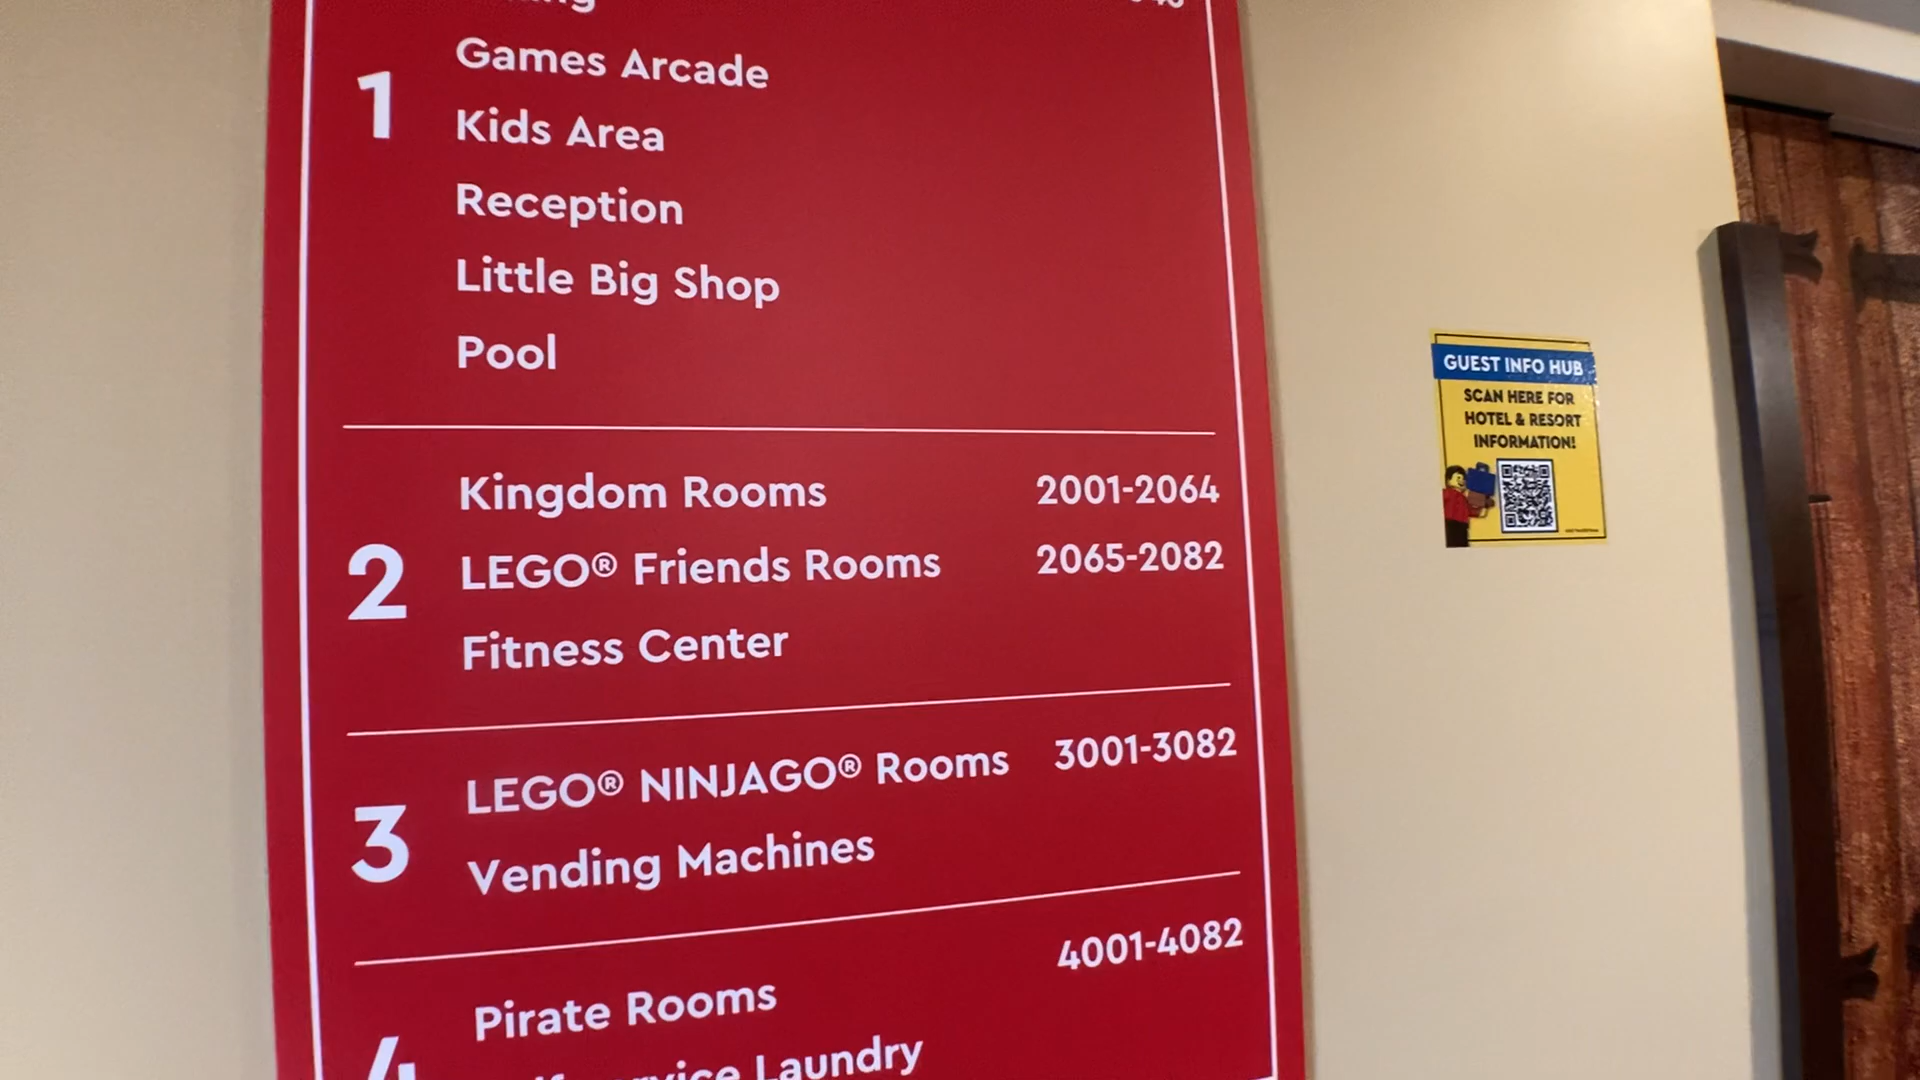 1
Games Arcade
Kids Area
Reception
Little Big Shop
Pool
2
Kingdom Rooms 2001-2064
LEGO® Friends Rooms 2065-2082
Fitness Center
3
LEGO® NINJAGO® Rooms 3001-3082
Vending Machines
4
Pirate Rooms 4001-4082
Laundry
GUEST INFO HUB
SCAN HERE FOR
HOTEL & RESORT
INFORMATION!